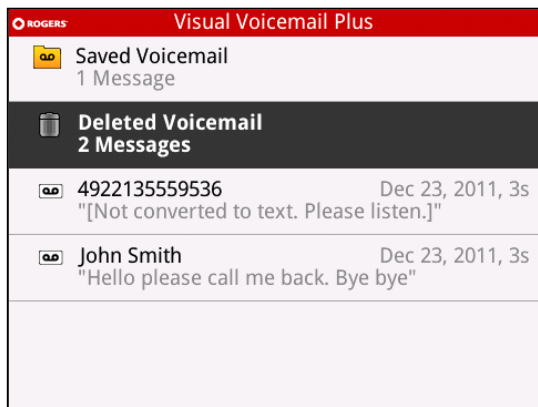 ROGERS Visual Voicemail Plus
Saved Voicemail
1 Message
Deleted Voicemail
2 Messages
4922135559536 Dec 23, 2011, 3s
"[Not converted to text. Please listen.]"
John Smith Dec 23, 2011, 3s
"Hello please call me back. Bye bye"